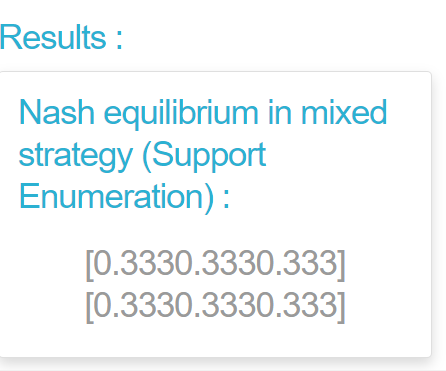 Results :
Nash equilibrium in mixed
strategy (Support
Enumeration) :
[0.3330.3330.333]
[0.3330.3330.333]